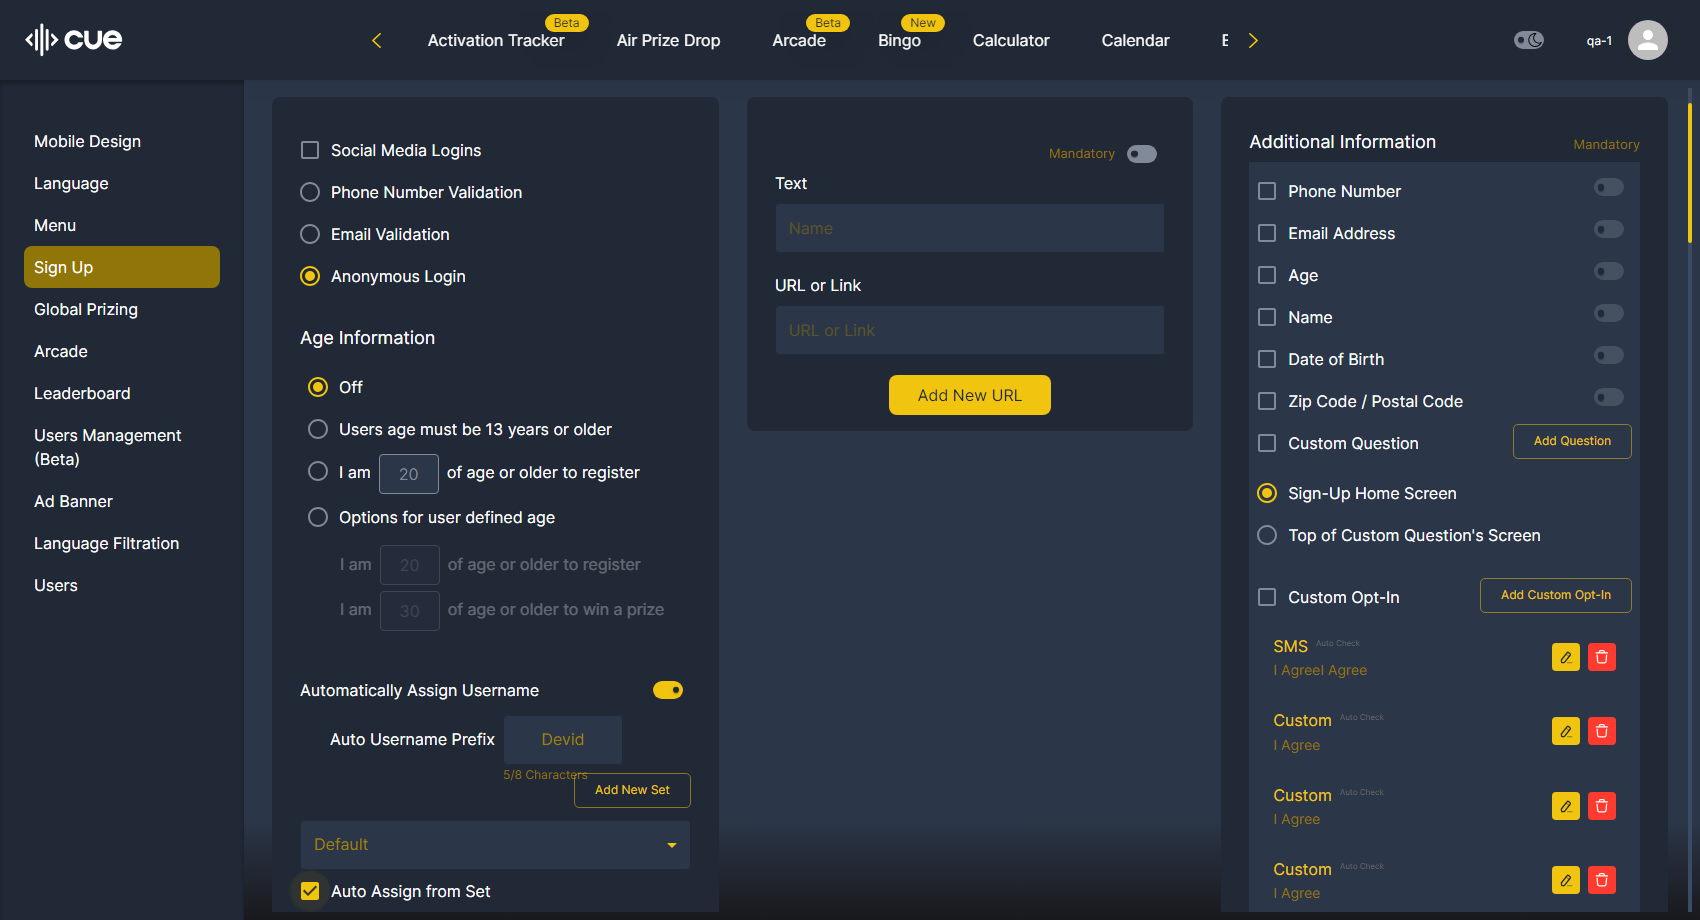 cue
Activation Tracker
Beta
Air Prize Drop
Arcade
Beta
Bingo
New
Calculator
Calendar
qa-1
Mobile Design
Language
Menu
Sign Up
Global Prizing
Arcade
Leaderboard
Users Management
(Beta)
Ad Banner
Language Filtration
Users
Social Media Logins
Phone Number Validation
Email Validation
Anonymous Login
Age Information
Off
Users age must be 13 years or older
I am 20 of age or older to register
Options for user defined age
I am 20 of age or older to register
I am 30 of age or older to win a prize
Automatically Assign Username
Auto Username Prefix Devid
5/8 Characters
Add New Set
Default
Auto Assign from Set
Mandatory
Text
Name
URL or Link
URL or Link
Add New URL
Additional Information Mandatory
Phone Number
Email Address
Age
Name
Date of Birth
Zip Code / Postal Code
Custom Question Add Question
Sign-Up Home Screen
Top of Custom Question's Screen
Custom Opt-In Add Custom Opt-In
SMS Auto Check
I AgreeI Agree
Custom Auto Check
I Agree
Custom Auto Check
I Agree
Custom Auto Check
I Agree